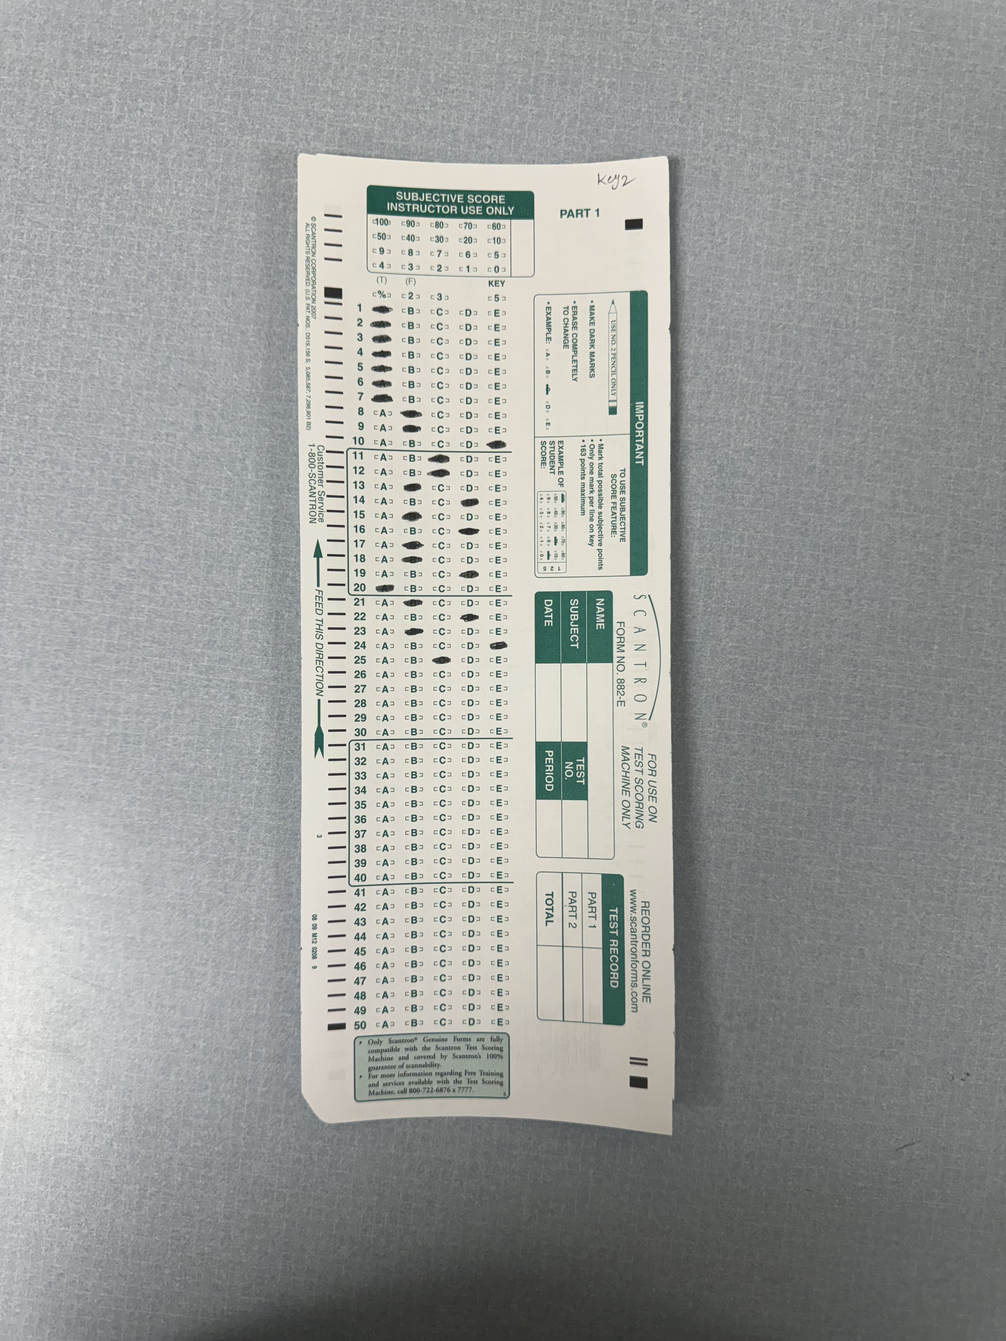 Key2
SUBJECTIVE SCORE
INSTRUCTOR USE ONLY
100 90 80 70 60
50 40 30 20 10
9 8 7 6 5
4 3 2 1 0
PART 1
(T) (F) KEY
% 2 3 5
1 B C D E
2 B C D E
3 B C D E
4 B C D E
5 B C D E
6 B C D E
7 B C D E
8 A C D E
9 A C D E
10 A B C D
11 A B D E
12 A B D E
13 A C D E
14 A B C E
15 A C D E
16 A B C E
17 A C D E
18 A C D E
19 A B C E
20 B C D E
21 A C D E
22 A B C E
23 A C D E
24 A B C D
25 A B D E
26 A B C D E
27 A B C D E
28 A B C D E
29 A B C D E
30 A B C D E
31 A B C D E
32 A B C D E
33 A B C D E
34 A B C D E
35 A B C D E
36 A B C D E
37 A B C D E
38 A B C D E
39 A B C D E
40 A B C D E
41 A B C D E
42 A B C D E
43 A B C D E
44 A B C D E
45 A B C D E
46 A B C D E
47 A B C D E
48 A B C D E
49 A B C D E
50 A B C D E
• Only Scantron® Genuine Forms are fully
compatible with the Scantron Test Scoring
Machine and covered by Scantron's 100%
guarantee of scannability.
• For more information regarding Free Training
and services available with the Test Scoring
Machine, call 800-722-6876 x 7777.
IMPORTANT
USE NO. 2 PENCIL ONLY
• MAKE DARK MARKS
• ERASE COMPLETELY
TO CHANGE
• EXAMPLE: A B D E
TO USE SUBJECTIVE
SCORE FEATURE:
• Mark total possible subjective points
• Only one mark per line on key
• 163 points maximum
EXAMPLE OF
STUDENT
SCORE:
SCANTRON®
FORM NO. 882-E
FOR USE ON
TEST SCORING
MACHINE ONLY
NAME
SUBJECT
TEST
NO.
DATE
PERIOD
REORDER ONLINE
www.scantronforms.com
TEST RECORD
PART 1
PART 2
TOTAL
© SCANTRON CORPORATION 2007
ALL RIGHTS RESERVED.
Customer Service
1-800-SCANTRON
FEED THIS DIRECTION
3